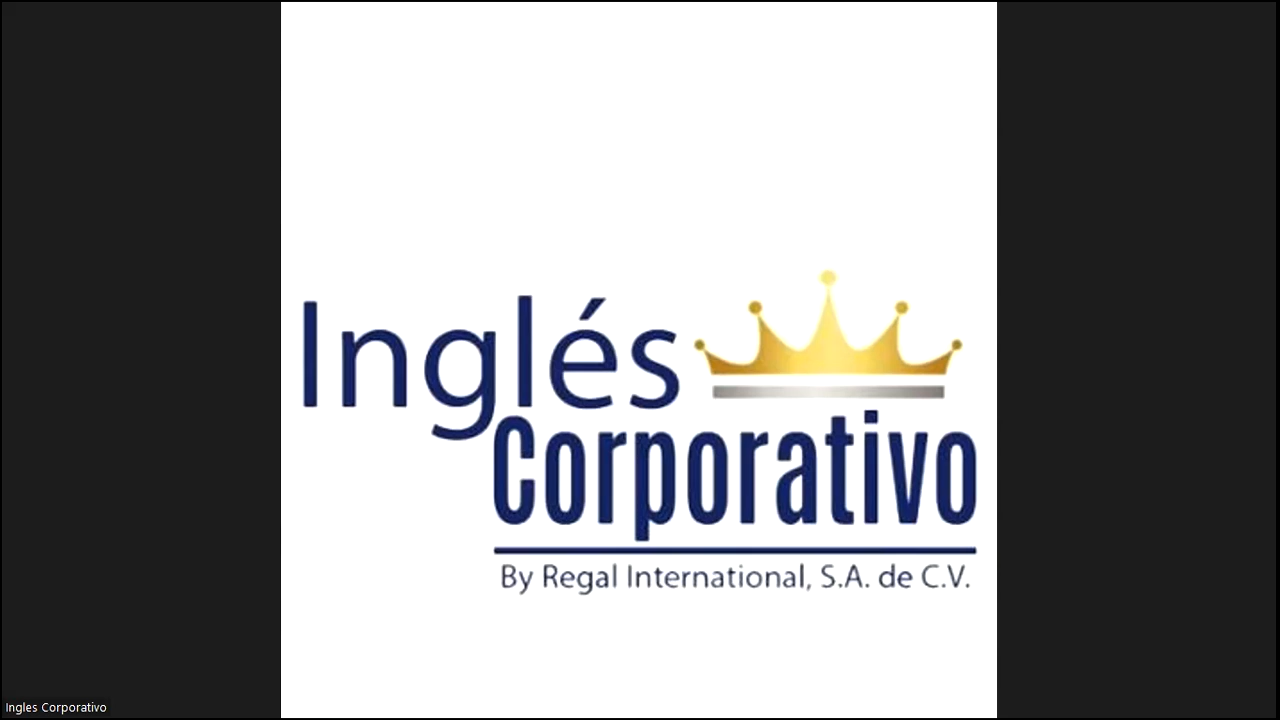 Inglés
Corporativo
By Regal International, S.A. de C.V.
Ingles Corporativo